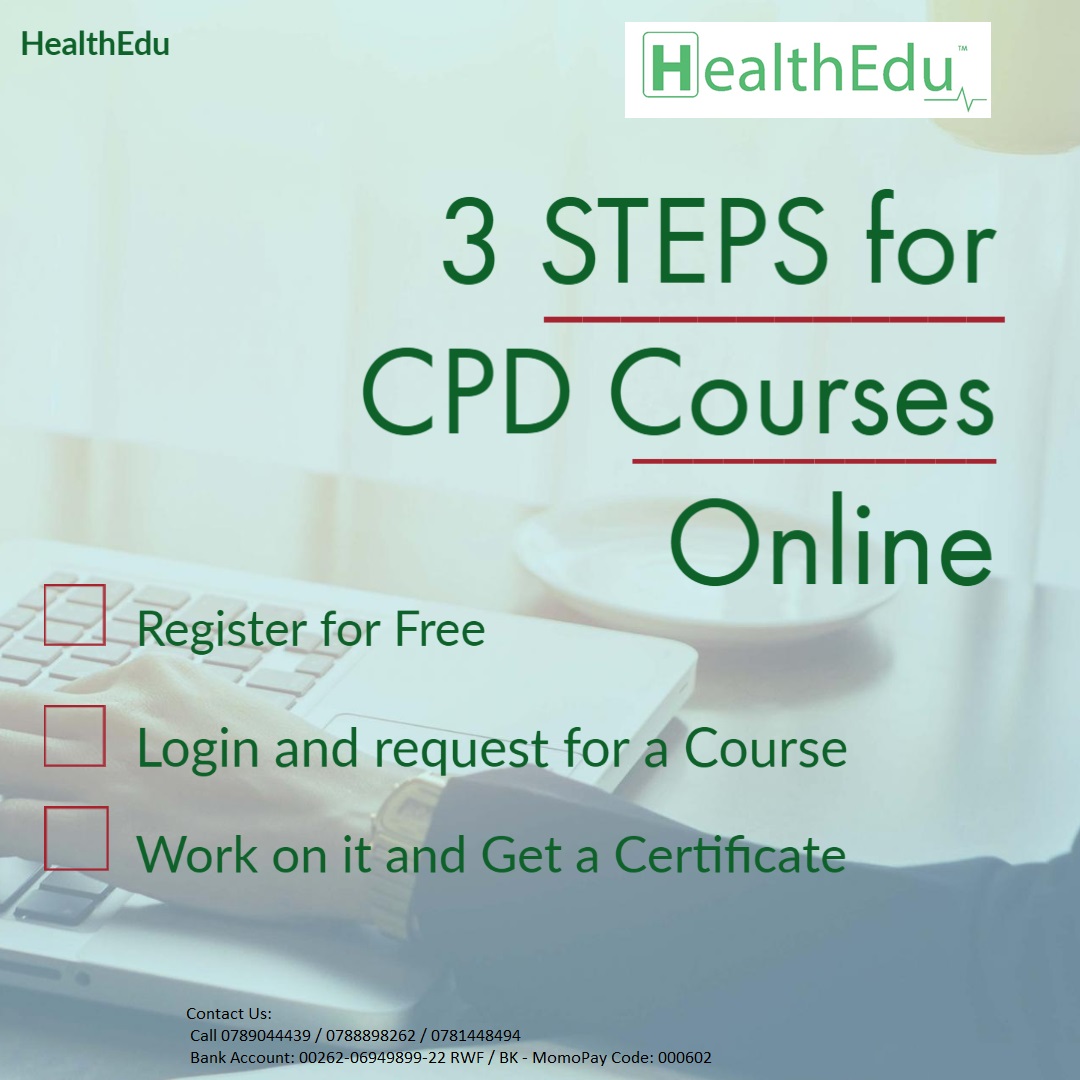 HealthEdu
HealthEdu™
3 STEPS for
CPD Courses
Online
Register for Free
Login and request for a Course
Work on it and Get a Certificate
Contact Us:
Call 0789044439 / 0788898262 / 0781448494
Bank Account: 00262-06949899-22 RWF / BK - MomoPay Code: 000602